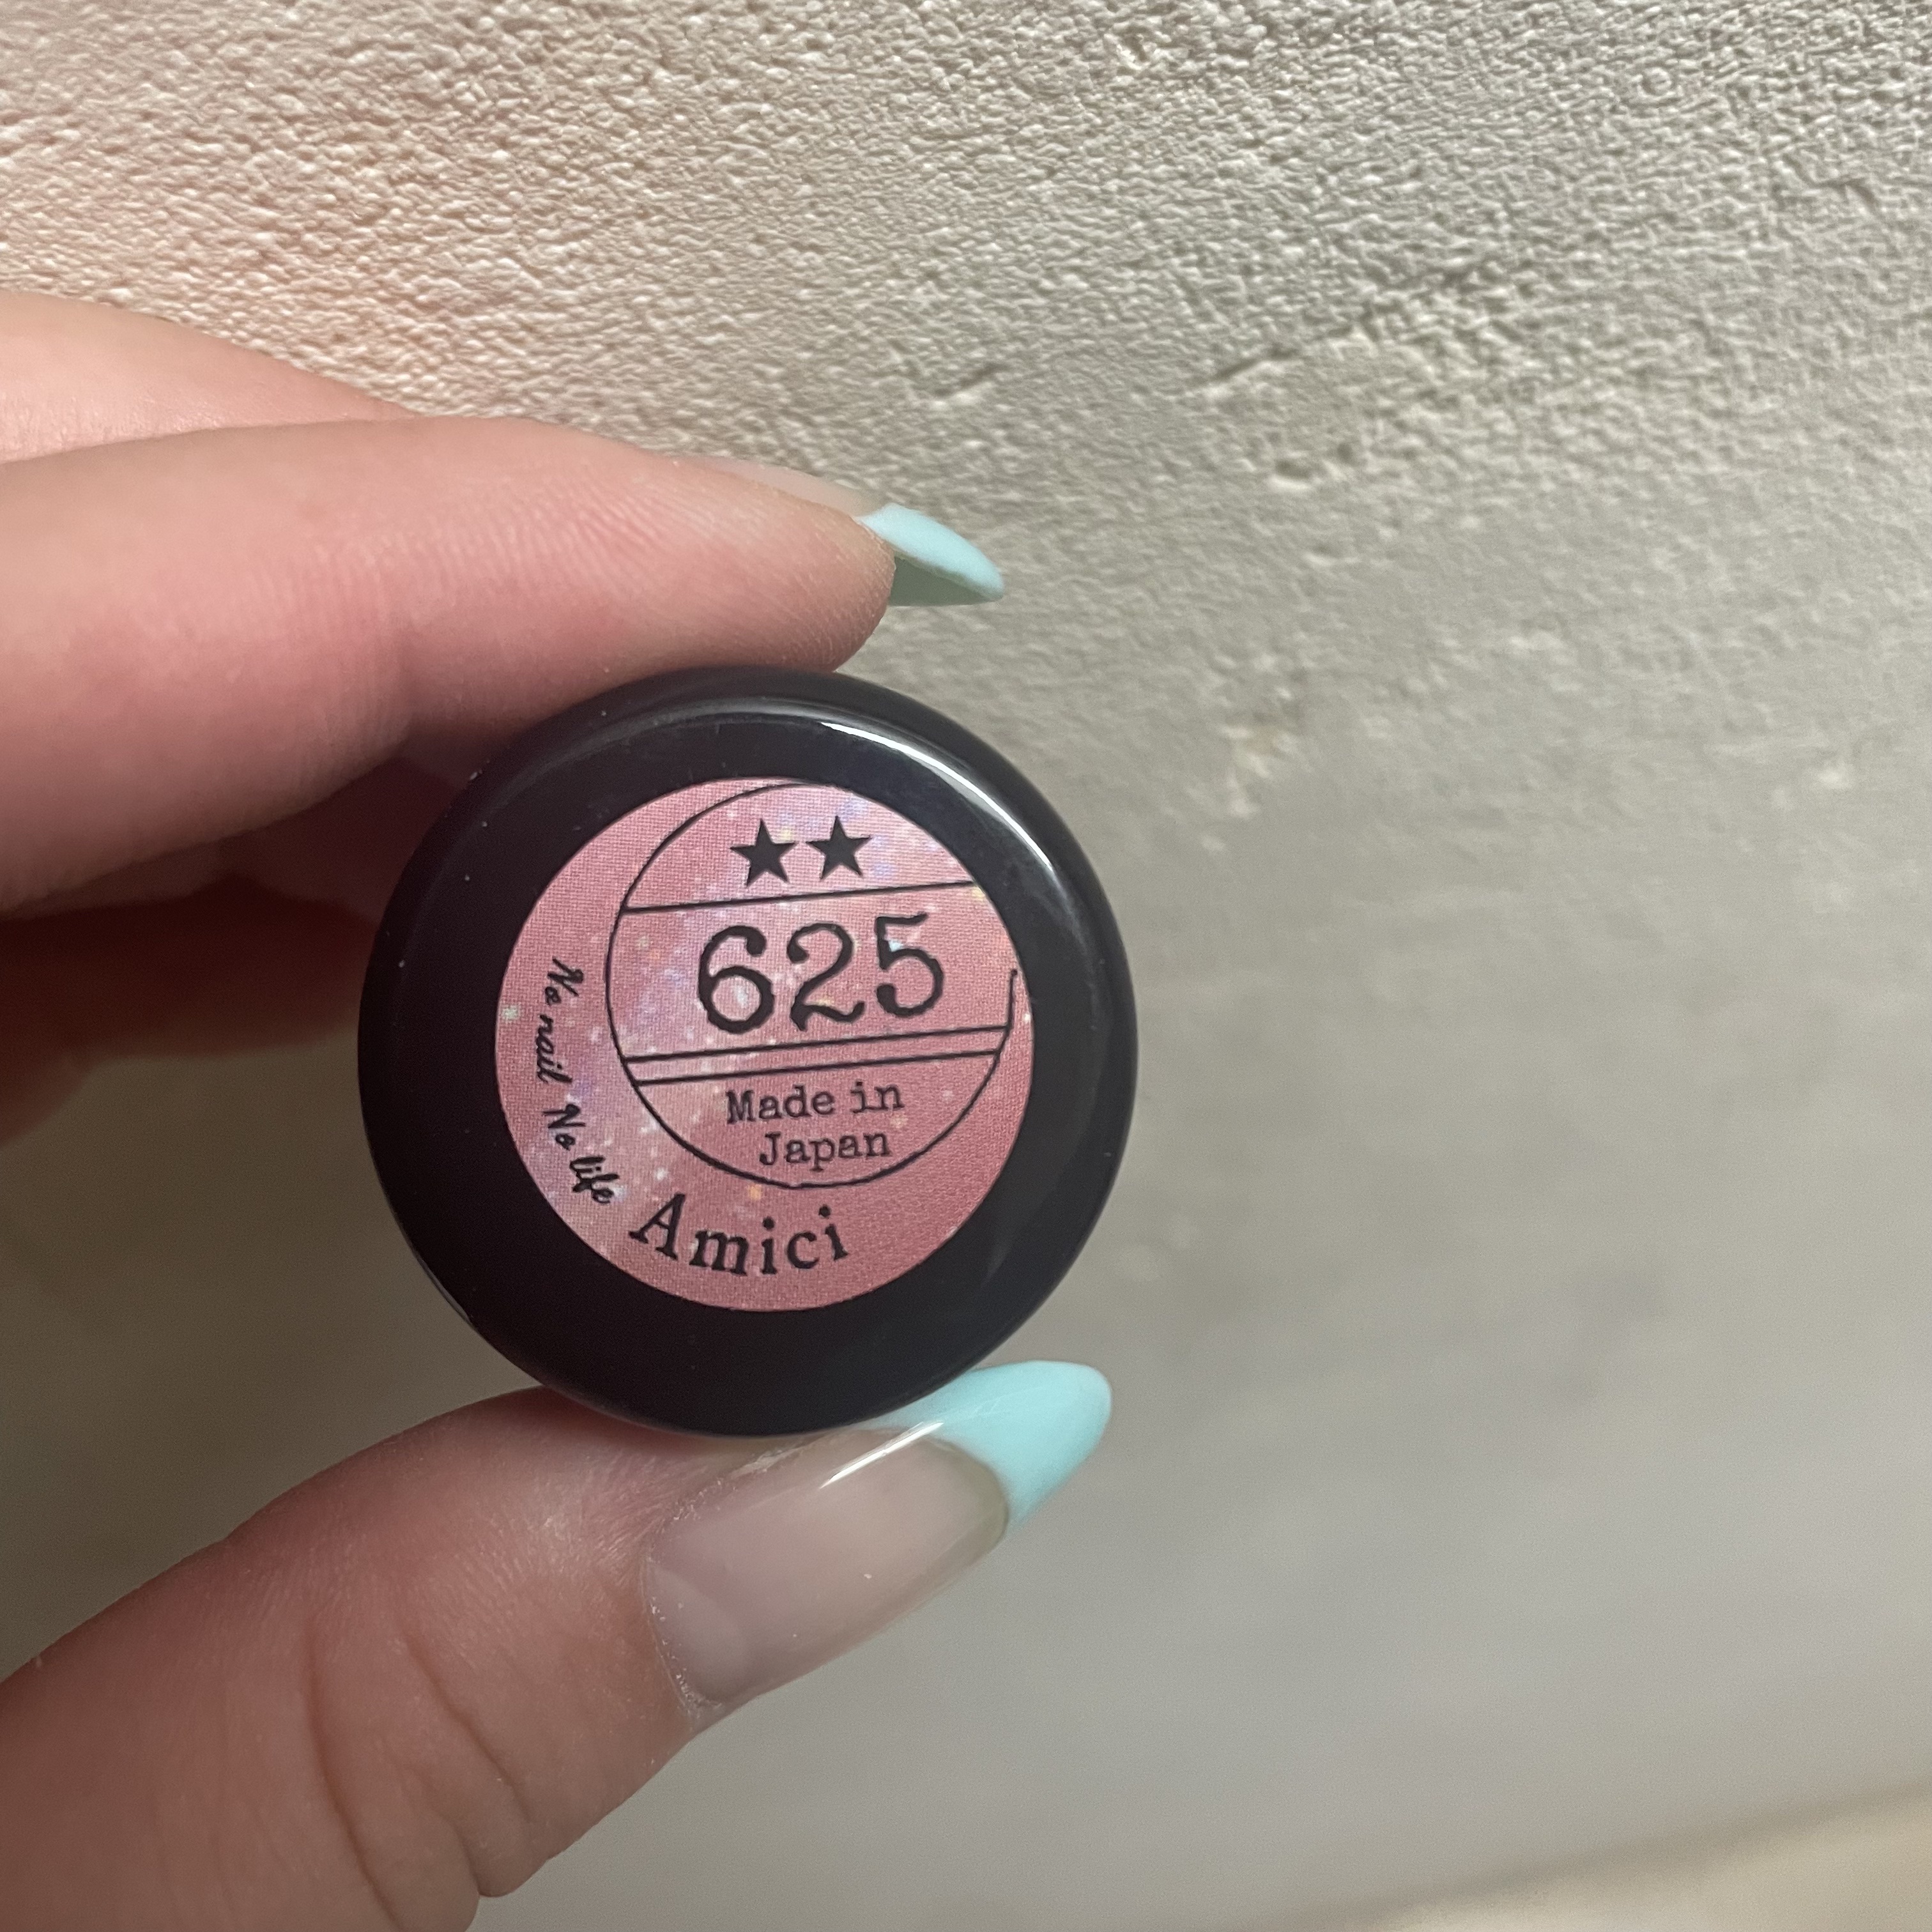 ★★
625
Made in
Japan
No nail No life
Amici